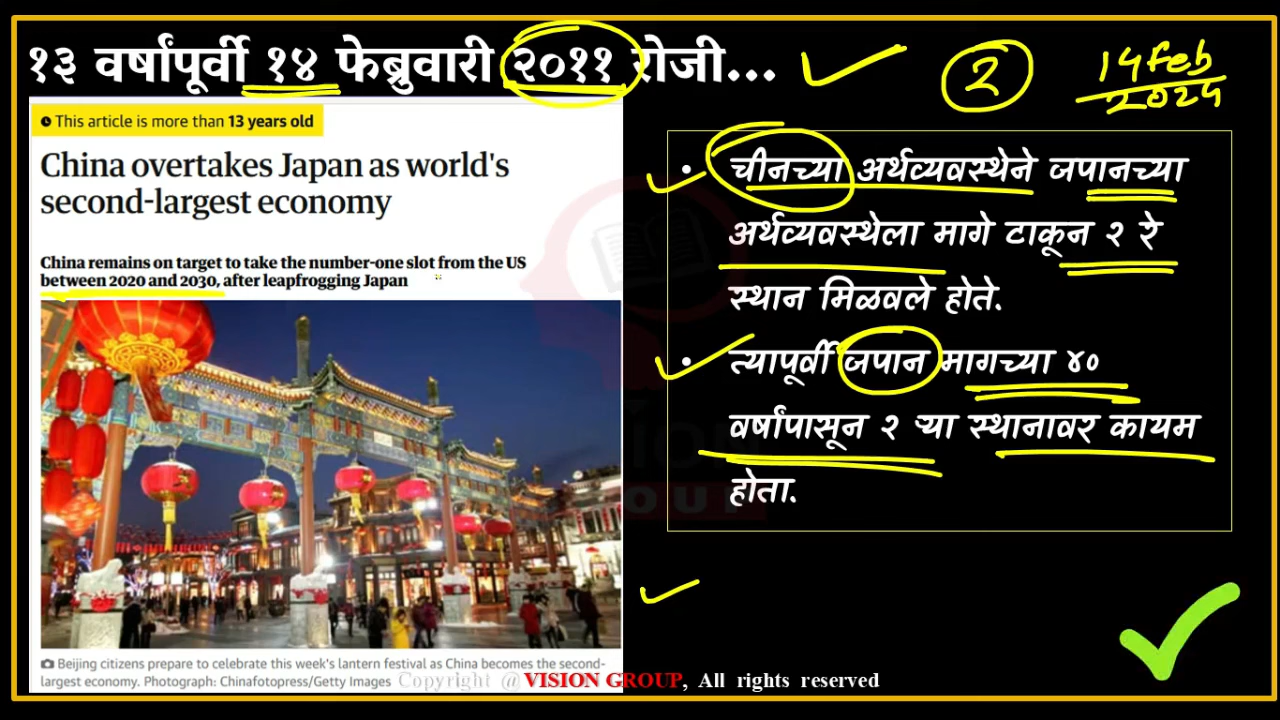 १३ वर्षांपूर्वी १४ फेब्रुवारी २०११ रोजी...
2
14 Feb
2024
This article is more than 13 years old
China overtakes Japan as world's
second-largest economy
China remains on target to take the number-one slot from the US
between 2020 and 2030, after leapfrogging Japan
• चीनच्या अर्थव्यवस्थेने जपानच्या
अर्थव्यवस्थेला मागे टाकून २ रे
स्थान मिळवले होते.
• त्यापूर्वी जपान मागच्या ४०
वर्षांपासून २ ऱ्या स्थानावर कायम
होता.
Beijing citizens prepare to celebrate this week's lantern festival as China becomes the second-
largest economy. Photograph: Chinafotopress/Getty Images
Copyright @ VISION GROUP, All rights reserved